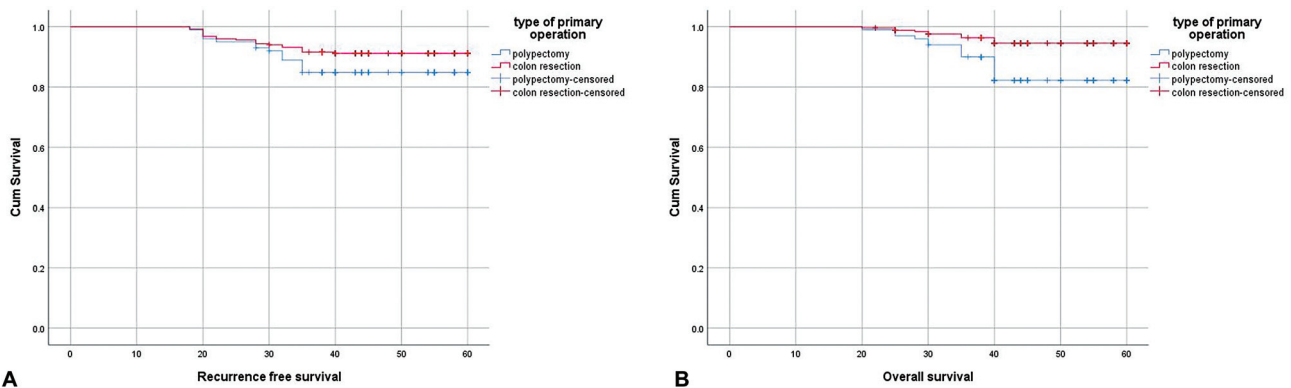 type of primary
operation
polypectomy
colon resection
polypectomy-censored
colon resection-censored
1.0
0.8
0.6
0.4
0.2
0.0
Cum Survival
0 10 20 30 40 50 60
Recurrence free survival
A
type of primary
operation
polypectomy
colon resection
polypectomy-censored
colon resection-censored
1.0
0.8
0.6
0.4
0.2
0.0
Cum Survival
0 10 20 30 40 50 60
Overall survival
B